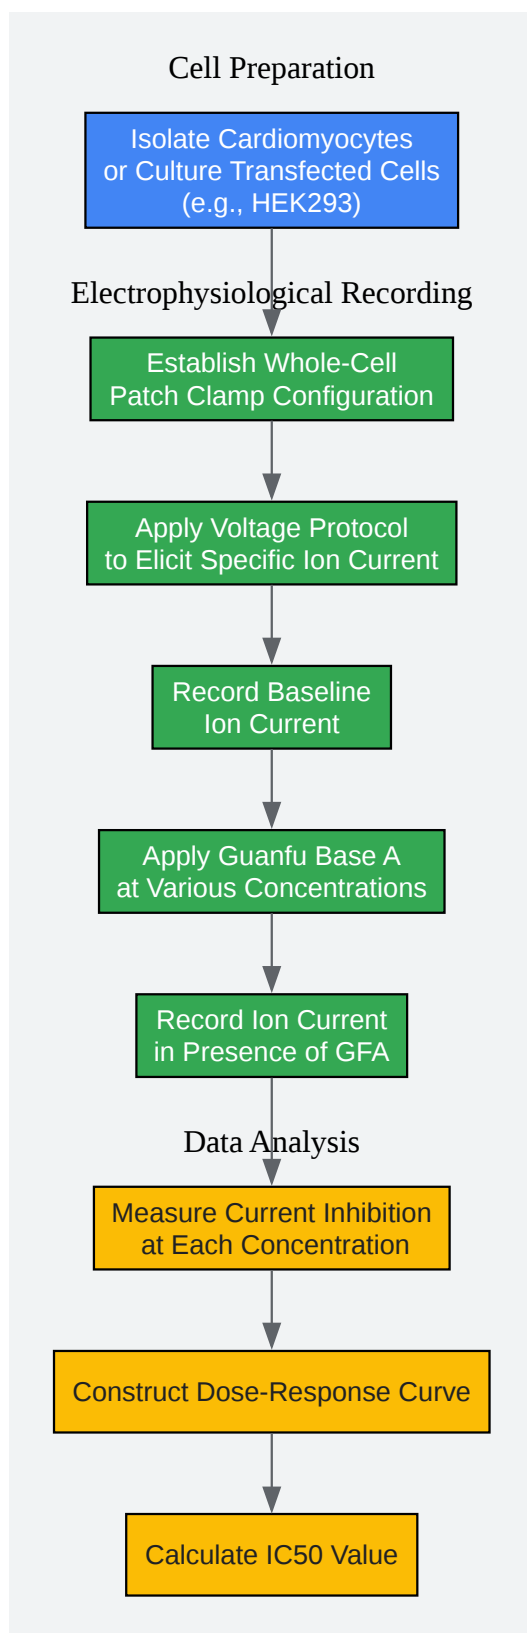 Cell Preparation
Isolate Cardiomyocytes
or Culture Transfected Cells
(e.g., HEK293)
Electrophysiological Recording
Establish Whole-Cell
Patch Clamp Configuration
Apply Voltage Protocol
to Elicit Specific Ion Current
Record Baseline
Ion Current
Apply Guanfu Base A
at Various Concentrations
Record Ion Current
in Presence of GFA
Data Analysis
Measure Current Inhibition
at Each Concentration
Construct Dose-Response Curve
Calculate IC50 Value